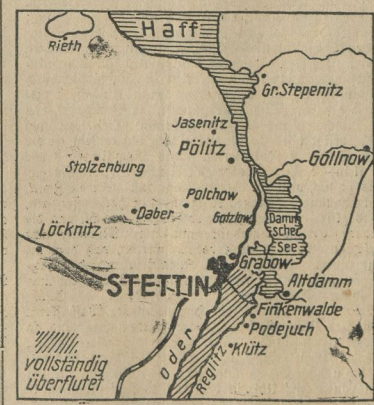 Haff
Rieth
Gr. Stepenitz
Jasenitz
Pölitz
Gollnow
Stolzenburg
Polchow
Daber
Gotzlow
Damm
sche
See
Löcknitz
Grabow
STETTIN
Altdamm
Finkenwalde
Podejuch
Klütz
Oder
Reglitz
vollständig
überflutet